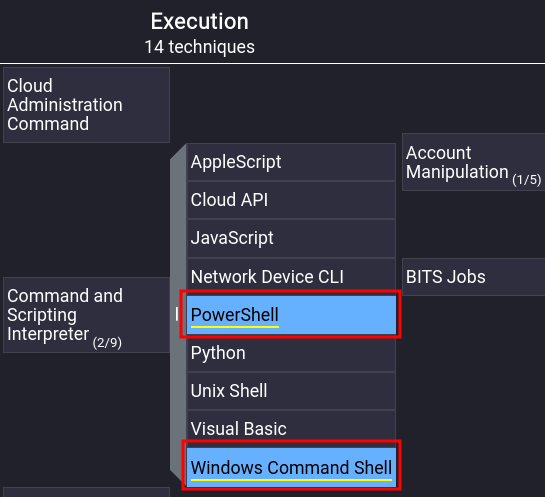 Execution
14 techniques
Cloud
Administration
Command
Command and
Scripting
Interpreter (2/9)
AppleScript
Cloud API
JavaScript
Network Device CLI
PowerShell
Python
Unix Shell
Visual Basic
Windows Command Shell
Account
Manipulation (1/5)
BITS Jobs